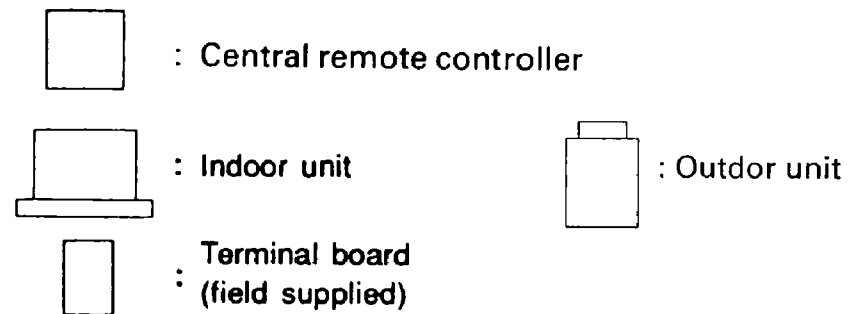 : Central remote controller
: Indoor unit
: Outdor unit
: Terminal board
(field supplied)